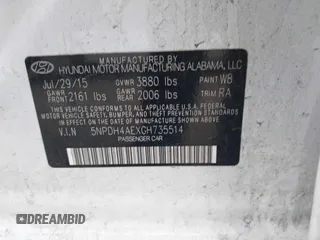 MANUFACTURED BY
HYUNDAI MOTOR MANUFACTURING ALABAMA, LLC
Jul/29/15 GVWR 3880 lbs PAINT W8
GAWR FRONT 2161 lbs GAWR REAR 2006 lbs TRIM RA
THIS VEHICLE CONFORMS TO ALL APPLICABLE U.S. FEDERAL
MOTOR VEHICLE SAFETY, BUMPER, AND THEFT PREVENTION
STANDARDS IN EFFECT ON THE DATE OF MANUFACTURE SHOWN ABOVE.
V.I.N 5NPDH4AEXGH735514
PASSENGER CAR
DREAMBID